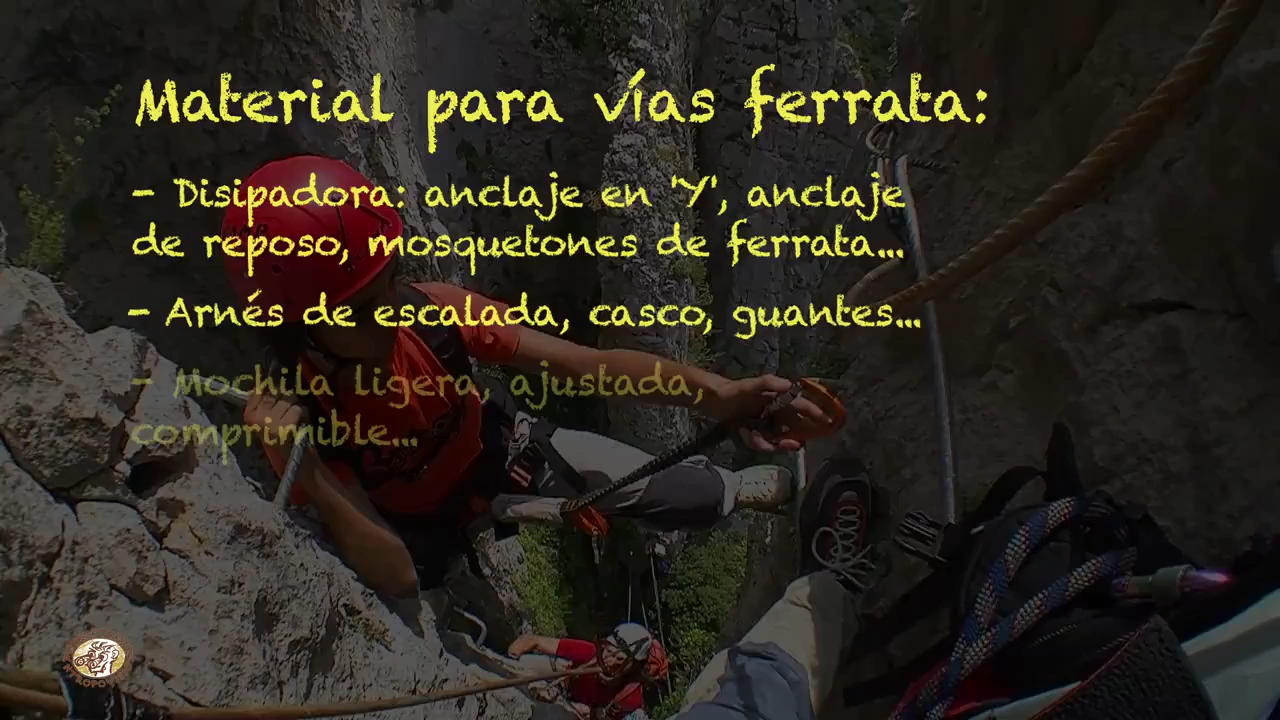 Material para vías ferrata:
- Disipadora: anclaje en 'Y', anclaje
de reposo, mosquetones de ferrata...
- Arnés de escalada, casco, guantes...
- Mochila ligera, ajustada,
comprimible...